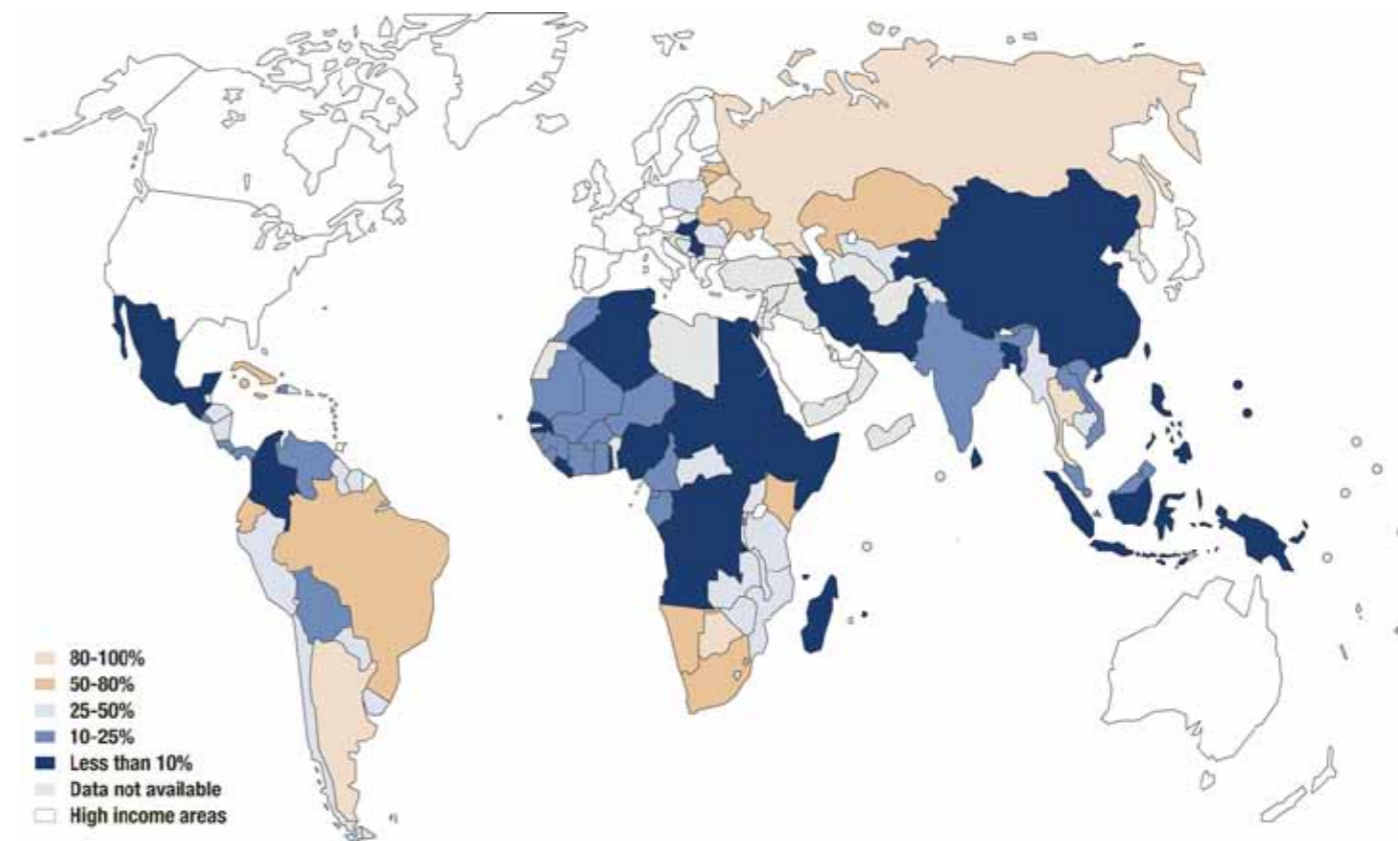 80-100%
50-80%
25-50%
10-25%
Less than 10%
Data not available
High income areas